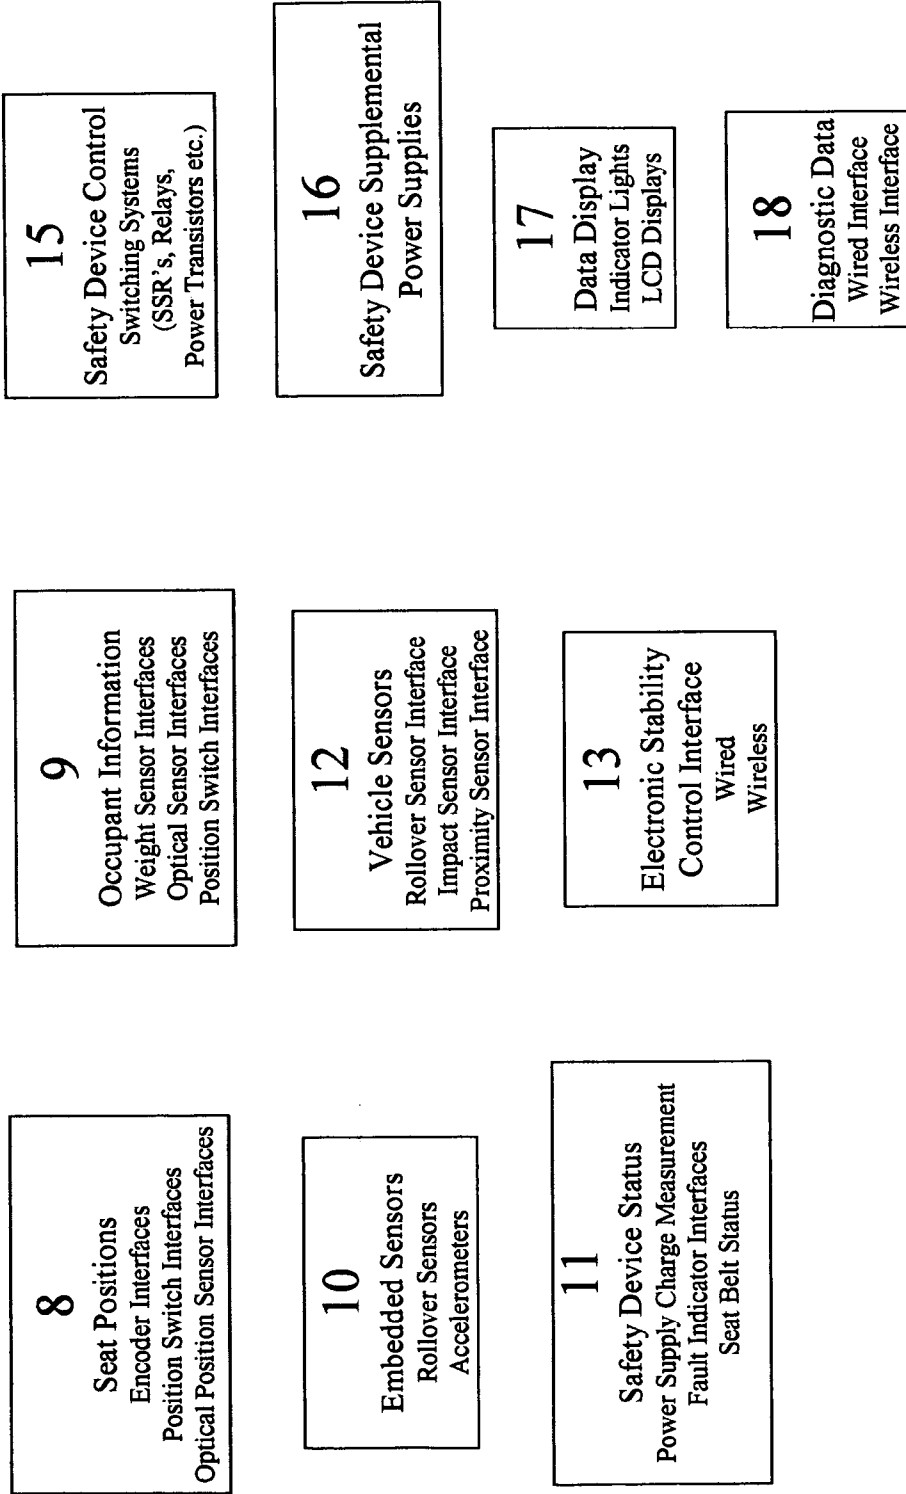 8
Seat Positions
Encoder Interfaces
Position Switch Interfaces
Optical Position Sensor Interfaces
10
Embedded Sensors
Rollover Sensors
Accelerometers
11
Safety Device Status
Power Supply Charge Measurement
Fault Indicator Interfaces
Seat Belt Status
9
Occupant Information
Weight Sensor Interfaces
Optical Sensor Interfaces
Position Switch Interfaces
12
Vehicle Sensors
Rollover Sensor Interface
Impact Sensor Interface
Proximity Sensor Interface
13
Electronic Stability
Control Interface
Wired
Wireless
15
Safety Device Control
Switching Systems
(SSR's, Relays,
Power Transistors etc.)
16
Safety Device Supplemental
Power Supplies
17
Data Display
Indicator Lights
LCD Displays
18
Diagnostic Data
Wired Interface
Wireless Interface